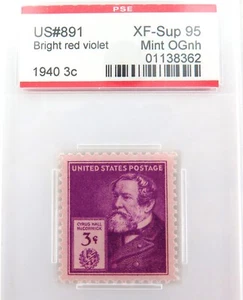 PSE
US#891 XF-Sup 95
Bright red violet Mint OGnh
1940 3c 01138362
UNITED STATES POSTAGE
CYRUS HALL
McCORMICK
3¢